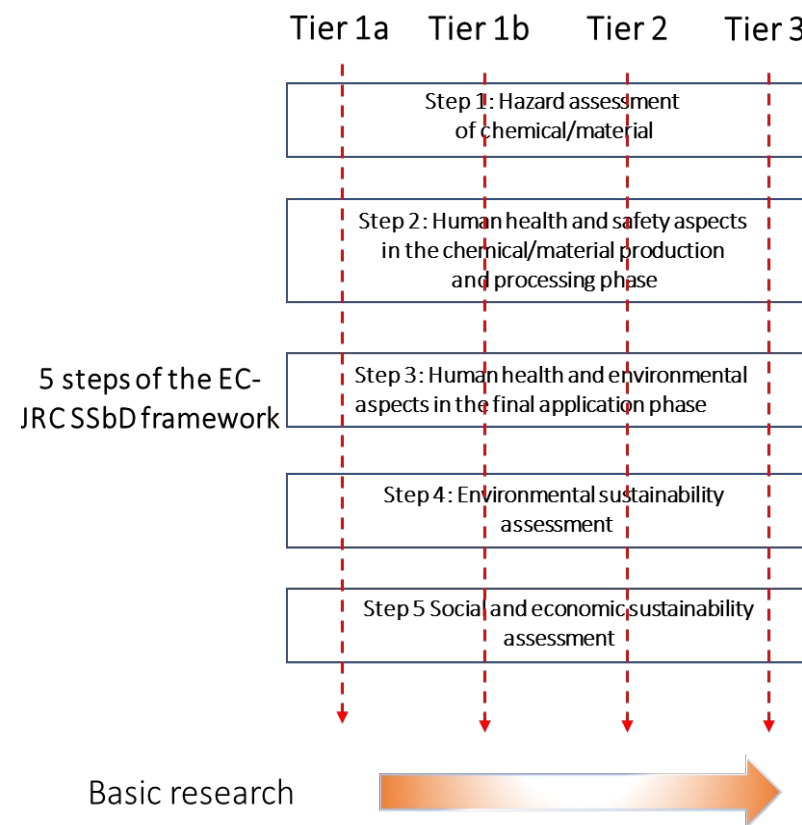 Tier 1a Tier 1b Tier 2 Tier 3
Step 1: Hazard assessment
of chemical/material
Step 2: Human health and safety aspects
in the chemical/material production
and processing phase
5 steps of the EC-
JRC SSbD framework
Step 3: Human health and environmental
aspects in the final application phase
Step 4: Environmental sustainability
assessment
Step 5 Social and economic sustainability
assessment
Basic research